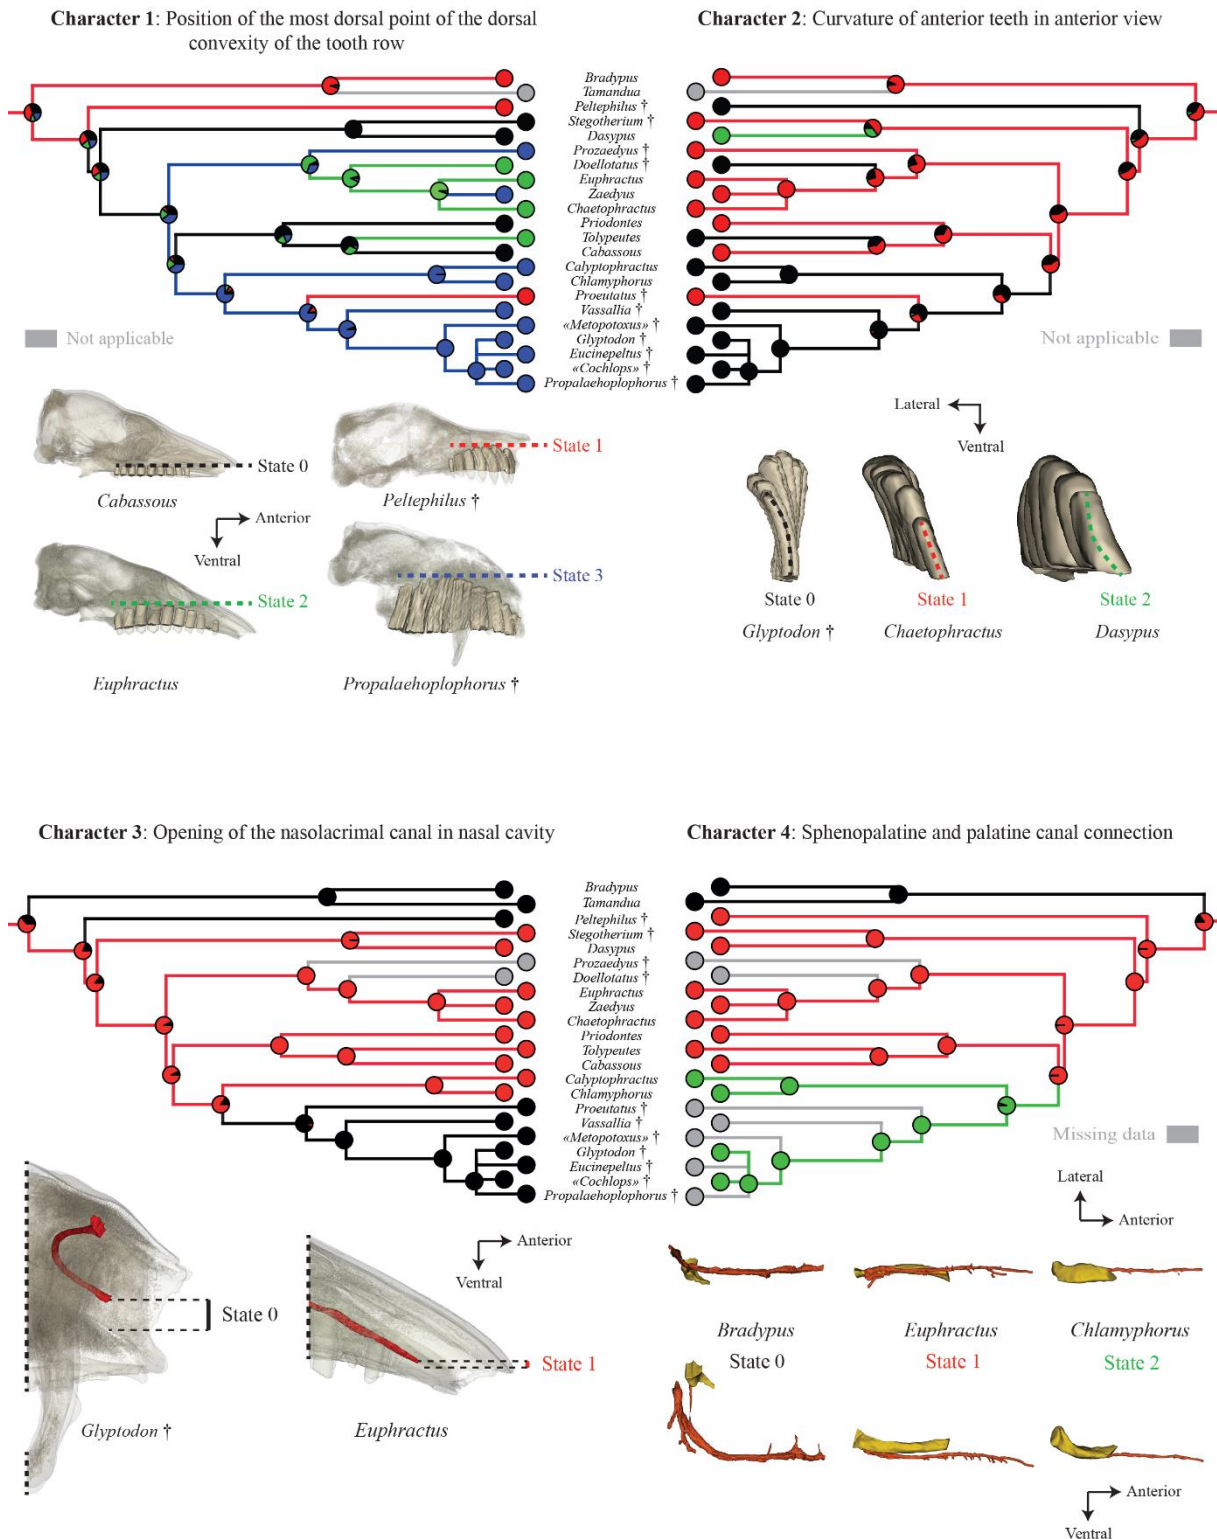 Character 1: Position of the most dorsal point of the dorsal
convexity of the tooth row
Character 2: Curvature of anterior teeth in anterior view
Bradypus
Tamandua
Peltephilus †
Stegotherium †
Dasypus
Prozaedyus †
Doellotatus †
Euphractus
Zaedyus
Chaetophractus
Priodontes
Tolypeutes
Cabassous
Calyptophractus
Chlamyphorus
Proeutatus †
Vassallia †
«Metopotoxus» †
Glyptodon †
Eucinepeltus †
«Cochlops» †
Propalaehoplophorus †
Not applicable
Not applicable
State 0
Cabassous
State 1
Peltephilus †
Anterior
Ventral
State 2
Euphractus
State 3
Propalaehoplophorus †
Lateral
Ventral
State 0
State 1
State 2
Glyptodon †
Chaetophractus
Dasypus
Character 3: Opening of the nasolacrimal canal in nasal cavity
Character 4: Sphenopalatine and palatine canal connection
Bradypus
Tamandua
Peltephilus †
Stegotherium †
Dasypus
Prozaedyus †
Doellotatus †
Euphractus
Zaedyus
Chaetophractus
Priodontes
Tolypeutes
Cabassous
Calyptophractus
Chlamyphorus
Proeutatus †
Vassallia †
«Metopotoxus» †
Glyptodon †
Eucinepeltus †
«Cochlops» †
Propalaehoplophorus †
Missing data
Anterior
Ventral
State 0
State 1
Glyptodon †
Euphractus
Lateral
Anterior
Bradypus
Euphractus
Chlamyphorus
State 0
State 1
State 2
Anterior
Ventral